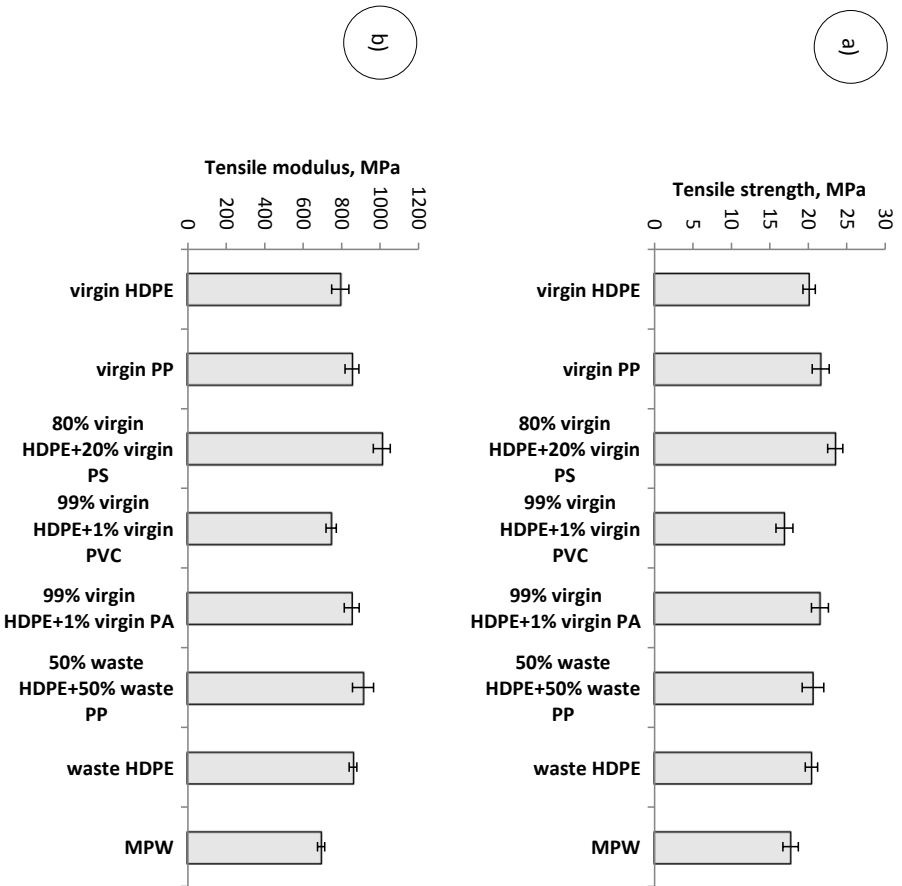 a)
Tensile strength, MPa
30
25
20
15
10
5
0
virgin HDPE
virgin PP
80% virgin
HDPE+20% virgin
PS
99% virgin
HDPE+1% virgin
PVC
99% virgin
HDPE+1% virgin PA
50% waste
HDPE+50% waste
PP
waste HDPE
MPW
b)
Tensile modulus, MPa
1200
1000
800
600
400
200
0
virgin HDPE
virgin PP
80% virgin
HDPE+20% virgin
PS
99% virgin
HDPE+1% virgin
PVC
99% virgin
HDPE+1% virgin PA
50% waste
HDPE+50% waste
PP
waste HDPE
MPW